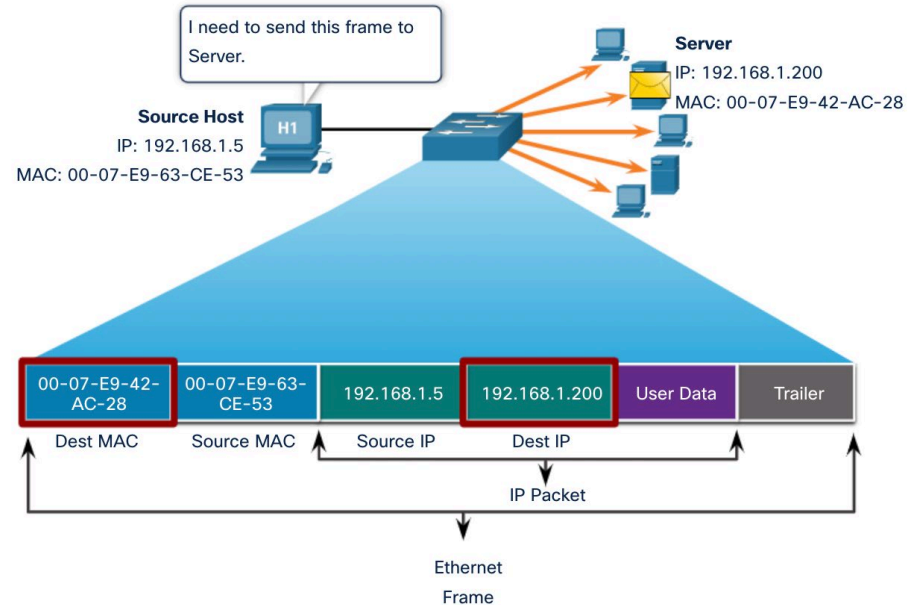 I need to send this frame to
Server.
Server
IP: 192.168.1.200
MAC: 00-07-E9-42-AC-28
Source Host
IP: 192.168.1.5
MAC: 00-07-E9-63-CE-53
H1
00-07-E9-42-
AC-28
00-07-E9-63-
CE-53
192.168.1.5
192.168.1.200
User Data
Trailer
Dest MAC
Source MAC
Source IP
Dest IP
IP Packet
Ethernet
Frame